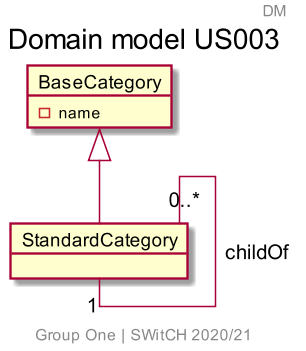 DM
Domain model US003
BaseCategory
name
0..*
StandardCategory
childOf
1
Group One | SWitCH 2020/21